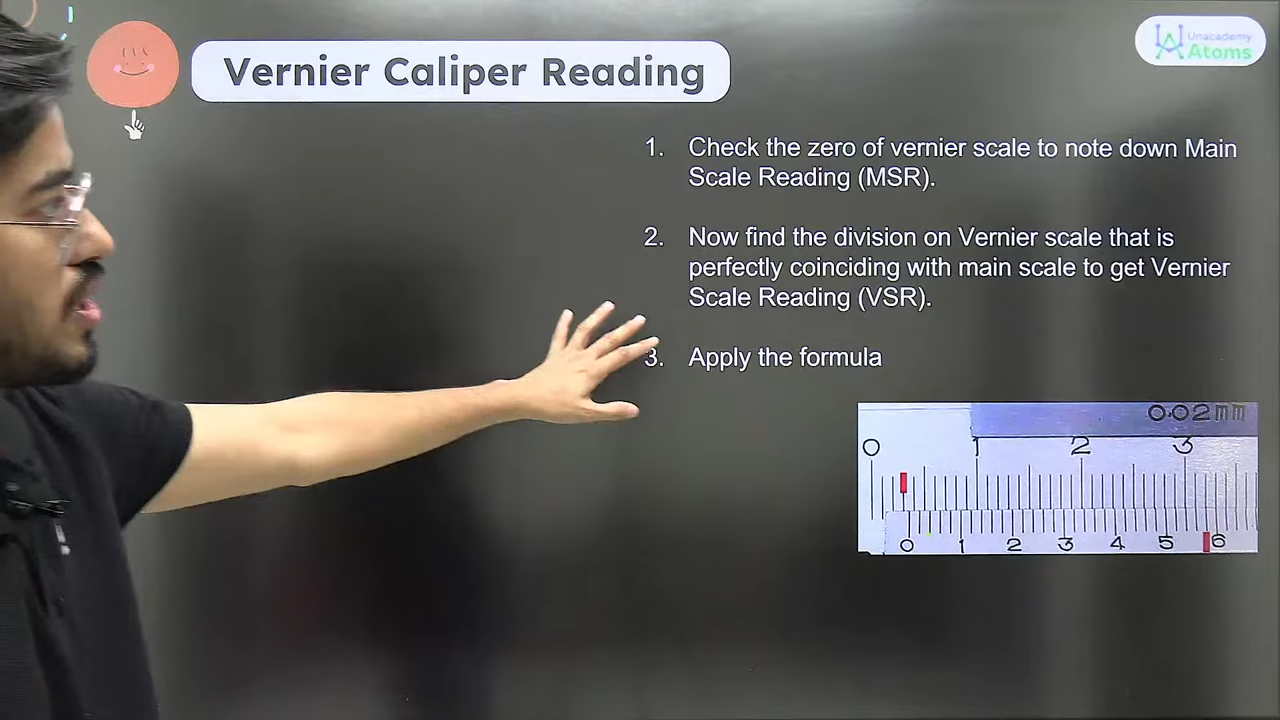 Unacademy
Atoms
Vernier Caliper Reading
1. Check the zero of vernier scale to note down Main
Scale Reading (MSR).
2. Now find the division on Vernier scale that is
perfectly coinciding with main scale to get Vernier
Scale Reading (VSR).
3. Apply the formula
0.02mm
0 1 2 3
0 1 2 3 4 5 6